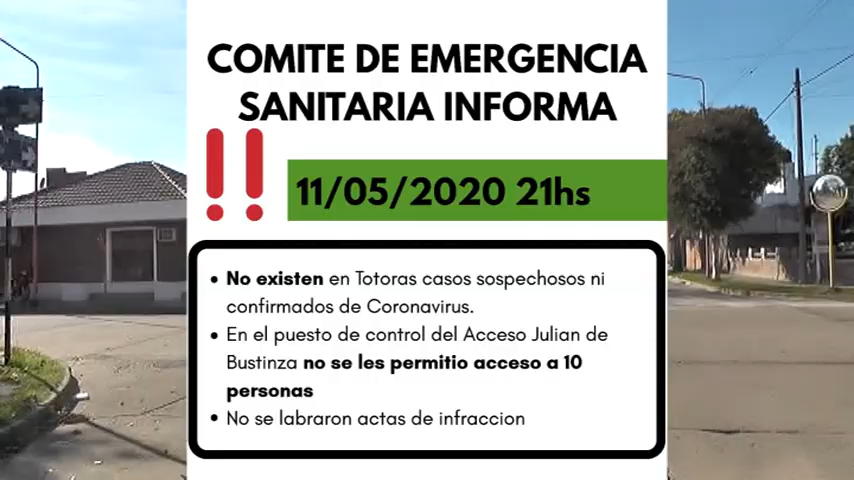 COMITE DE EMERGENCIA
SANITARIA INFORMA
‼
11/05/2020 21hs
• No existen en Totoras casos sospechosos ni
confirmados de Coronavirus.
• En el puesto de control del Acceso Julian de
Bustinza no se les permitio acceso a 10
personas
• No se labraron actas de infraccion